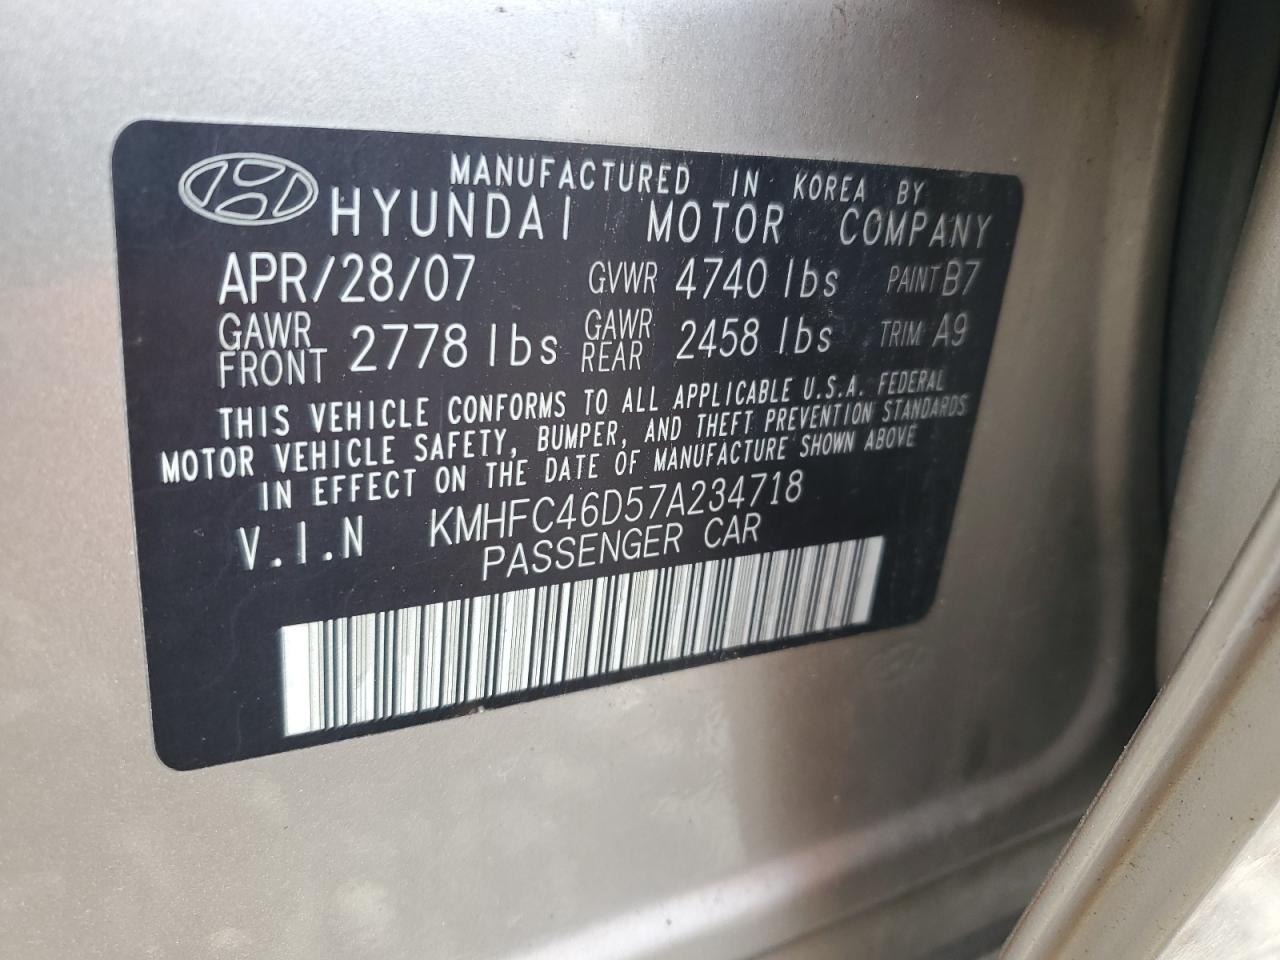 MANUFACTURED IN KOREA BY
HYUNDAI MOTOR COMPANY
APR/28/07 GVWR 4740 lbs PAINT B7
GAWR FRONT 2778 lbs GAWR REAR 2458 lbs TRIM A9
THIS VEHICLE CONFORMS TO ALL APPLICABLE U.S.A. FEDERAL
MOTOR VEHICLE SAFETY, BUMPER, AND THEFT PREVENTION STANDARDS
IN EFFECT ON THE DATE OF MANUFACTURE SHOWN ABOVE
V.I.N KMHFC46D57A234718
PASSENGER CAR